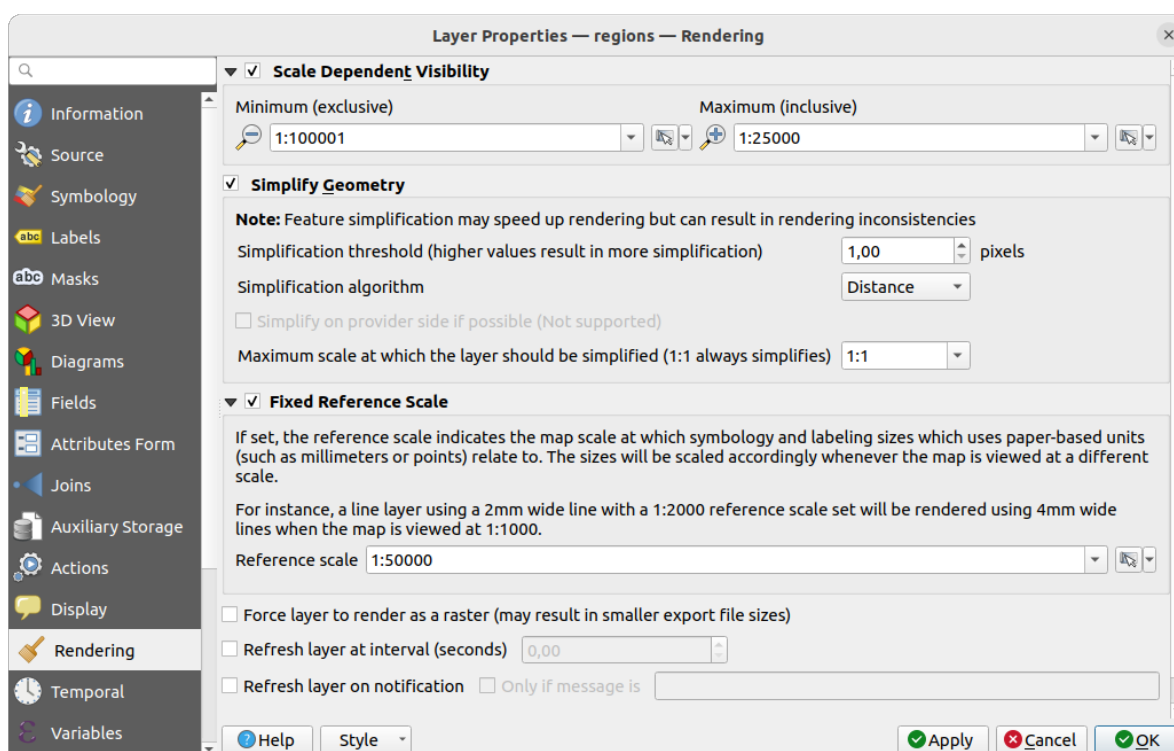 Layer Properties — regions — Rendering
Information
Source
Symbology
Labels
Masks
3D View
Diagrams
Fields
Attributes Form
Joins
Auxiliary Storage
Actions
Display
Rendering
Temporal
Variables
Scale Dependent Visibility
Minimum (exclusive) Maximum (inclusive)
1:100001 1:25000
Simplify Geometry
Note: Feature simplification may speed up rendering but can result in rendering inconsistencies
Simplification threshold (higher values result in more simplification) 1,00 pixels
Simplification algorithm Distance
Simplify on provider side if possible (Not supported)
Maximum scale at which the layer should be simplified (1:1 always simplifies) 1:1
Fixed Reference Scale
If set, the reference scale indicates the map scale at which symbology and labeling sizes which uses paper-based units
(such as millimeters or points) relate to. The sizes will be scaled accordingly whenever the map is viewed at a different
scale.
For instance, a line layer using a 2mm wide line with a 1:2000 reference scale set will be rendered using 4mm wide
lines when the map is viewed at 1:1000.
Reference scale 1:50000
Force layer to render as a raster (may result in smaller export file sizes)
Refresh layer at interval (seconds) 0,00
Refresh layer on notification Only if message is
Help Style Apply Cancel OK